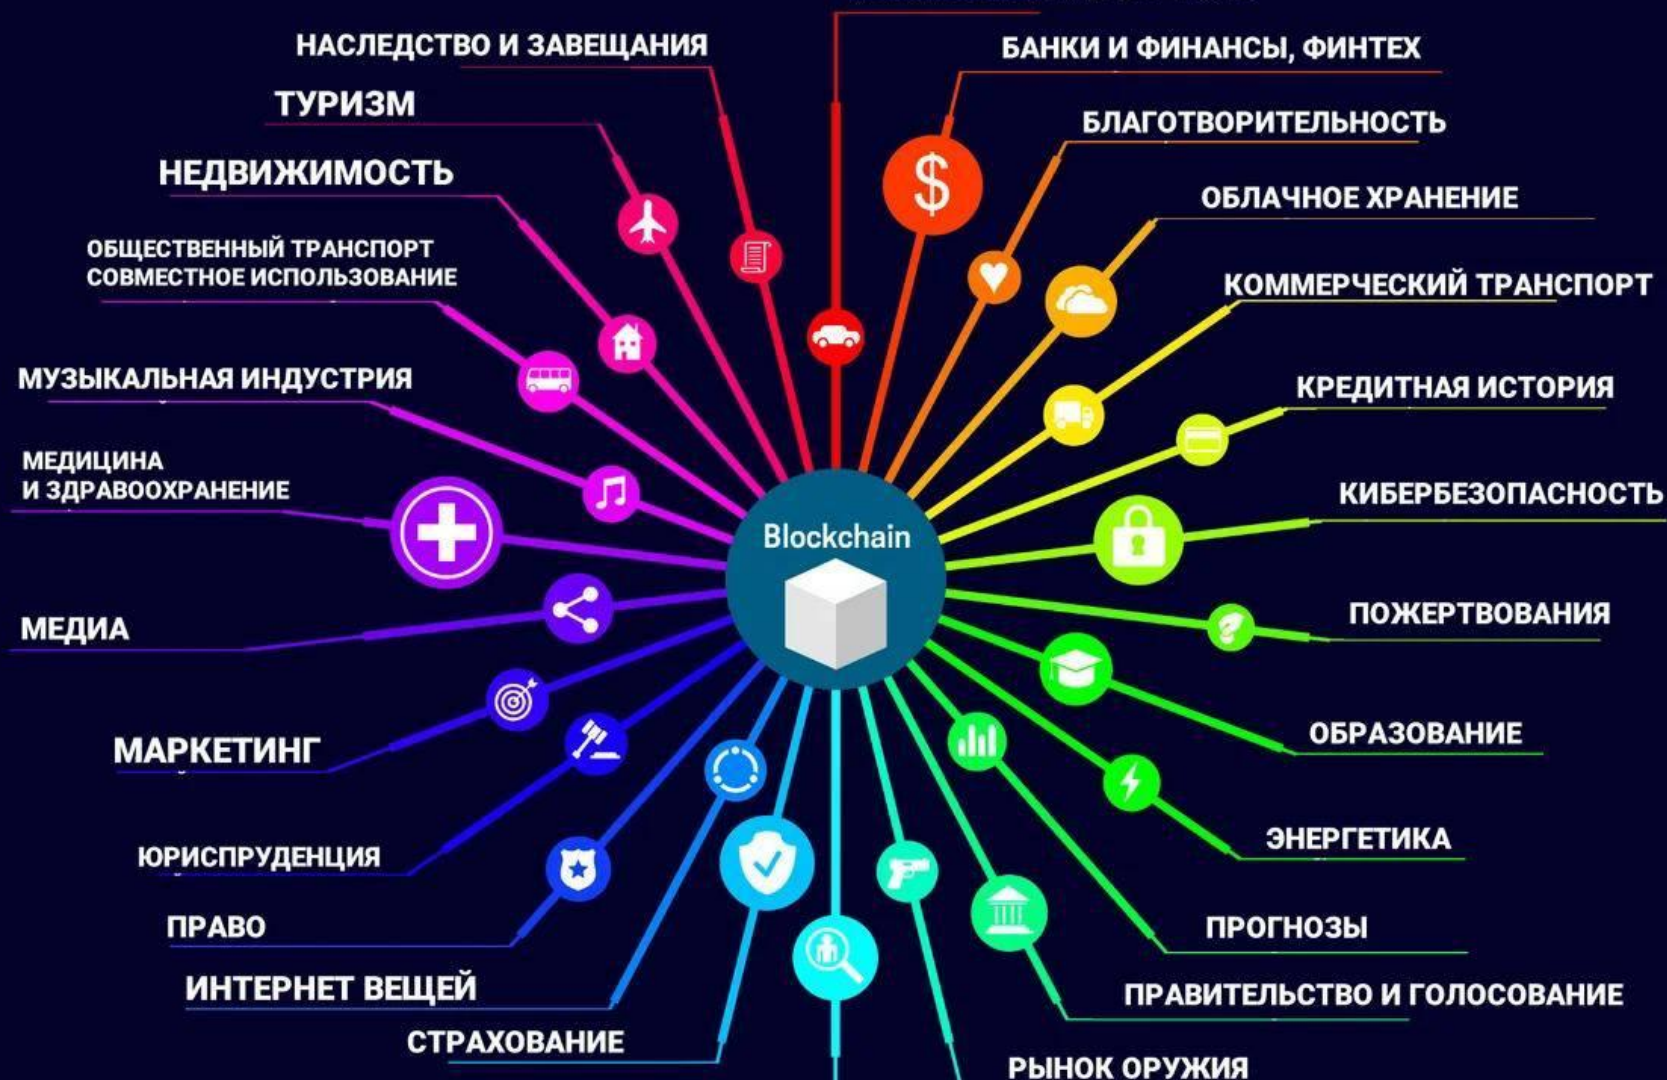 НАСЛЕДСТВО И ЗАВЕЩАНИЯ
БАНКИ И ФИНАНСЫ, ФИНТЕХ
ТУРИЗМ
БЛАГОТВОРИТЕЛЬНОСТЬ
НЕДВИЖИМОСТЬ
ОБЛАЧНОЕ ХРАНЕНИЕ
ОБЩЕСТВЕННЫЙ ТРАНСПОРТ
СОВМЕСТНОЕ ИСПОЛЬЗОВАНИЕ
КОММЕРЧЕСКИЙ ТРАНСПОРТ
МУЗЫКАЛЬНАЯ ИНДУСТРИЯ
КРЕДИТНАЯ ИСТОРИЯ
МЕДИЦИНА
И ЗДРАВООХРАНЕНИЕ
КИБЕРБЕЗОПАСНОСТЬ
Blockchain
МЕДИА
ПОЖЕРТВОВАНИЯ
МАРКЕТИНГ
ОБРАЗОВАНИЕ
ЮРИСПРУДЕНЦИЯ
ЭНЕРГЕТИКА
ПРАВО
ПРОГНОЗЫ
ИНТЕРНЕТ ВЕЩЕЙ
ПРАВИТЕЛЬСТВО И ГОЛОСОВАНИЕ
СТРАХОВАНИЕ
РЫНОК ОРУЖИЯ